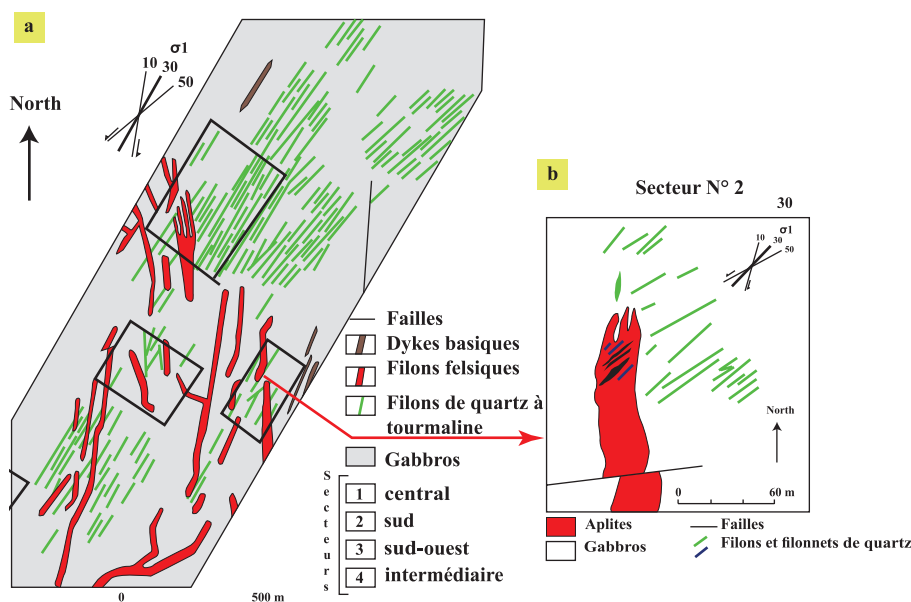 a
North
σ1
10
30
50
Failles
Dykes basiques
Filons felsiques
Filons de quartz à
tourmaline
Gabbros
Secteurs
1 central
2 sud
3 sud-ouest
4 intermédiaire
0 500 m
b
Secteur N° 2
30
σ1
10 30
50
North
0 60 m
Aplites
Gabbros
Failles
Filons et filonnets de quartz